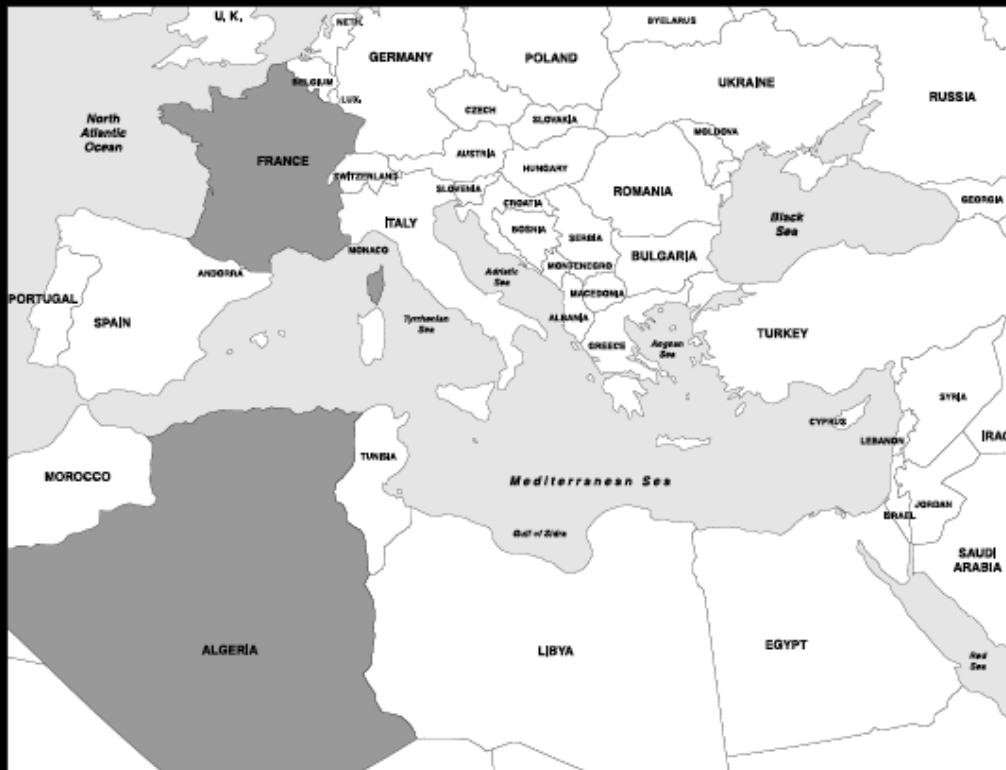 U. K.
NETH.
BYELARUS
GERMANY
POLAND
BELGIUM
UKRAINE
RUSSIA
LUX.
CZECH
SLOVAKIA
North
Atlantic
Ocean
MOLDOVA
FRANCE
AUSTRIA
HUNGARY
SWITZERLAND
SLOVENIA
ROMANIA
CROATIA
GEORGIA
ITALY
BOSNIA
SERBIA
Black
Sea
MONACO
BULGARIA
ANDORRA
MONTENEGRO
Adriatic
Sea
PORTUGAL
MACEDONIA
SPAIN
Tyrrhenian
Sea
ALBANIA
GREECE
Aegean
Sea
TURKEY
SYRIA
CYPRUS
LEBANON
IRAQ
TUNISIA
MOROCCO
Mediterranean Sea
JORDAN
ISRAEL
Gulf of Sidra
SAUDI
ARABIA
ALGERIA
LIBYA
EGYPT
Red
Sea